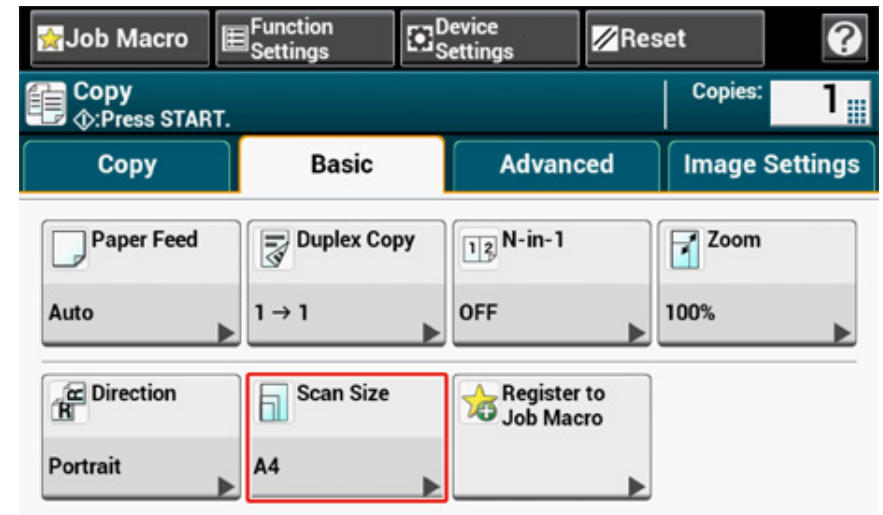 Job Macro
Function
Settings
Device
Settings
Reset
?
Copy
:Press START.
Copies:
1
Copy
Basic
Advanced
Image Settings
Paper Feed
Auto
Duplex Copy
1 → 1
1 2
N-in-1
OFF
Zoom
100%
R R
Direction
Portrait
Scan Size
A4
Register to
Job Macro